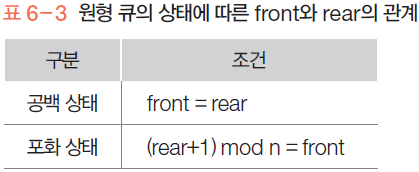 표 6-3 원형 큐의 상태에 따른 front와 rear의 관계
구분 조건
공백 상태 front = rear
포화 상태 (rear+1) mod n = front